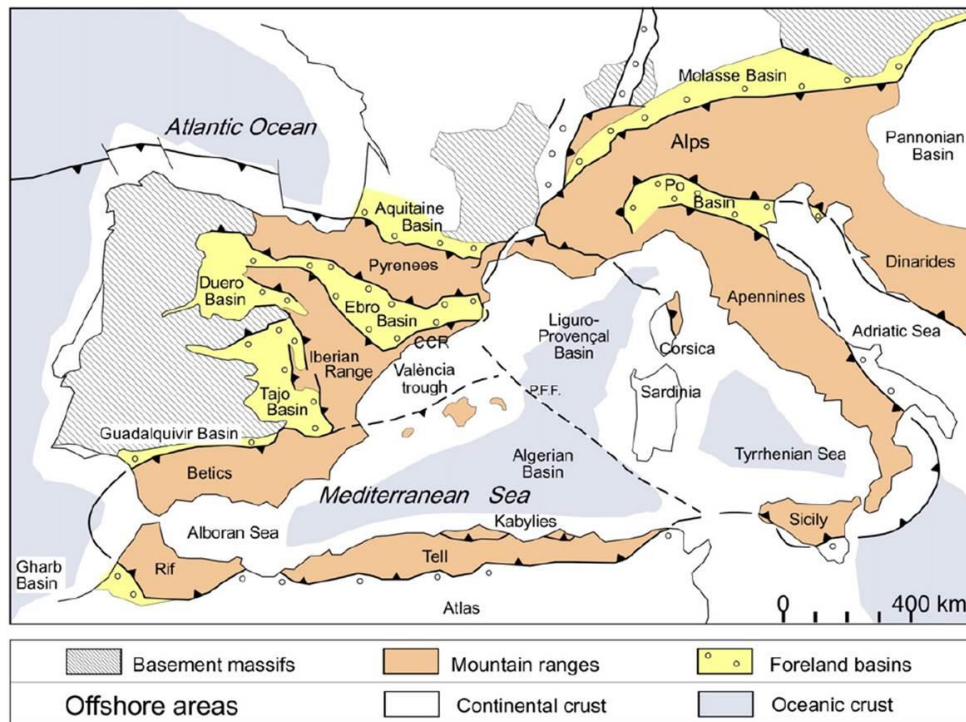 Molasse Basin
Atlantic Ocean
Alps
Pannonian
Basin
Po
Basin
Aquitaine
Basin
Pyrenees
Dinarides
Duero
Basin
Ebro
Basin
Apennines
Liguro-
Provençal
Basin
Adriatic Sea
CCR
Corsica
Iberian
Range
València
trough
P.F.F.
Sardinia
Tajo
Basin
Guadalquivir Basin
Tyrrhenian Sea
Betics
Algerian
Basin
Mediterranean Sea
Kabylies
Sicily
Alboran Sea
Tell
Gharb
Basin
Rif
Atlas
0 400 km
Basement massifs
Mountain ranges
Foreland basins
Offshore areas
Continental crust
Oceanic crust